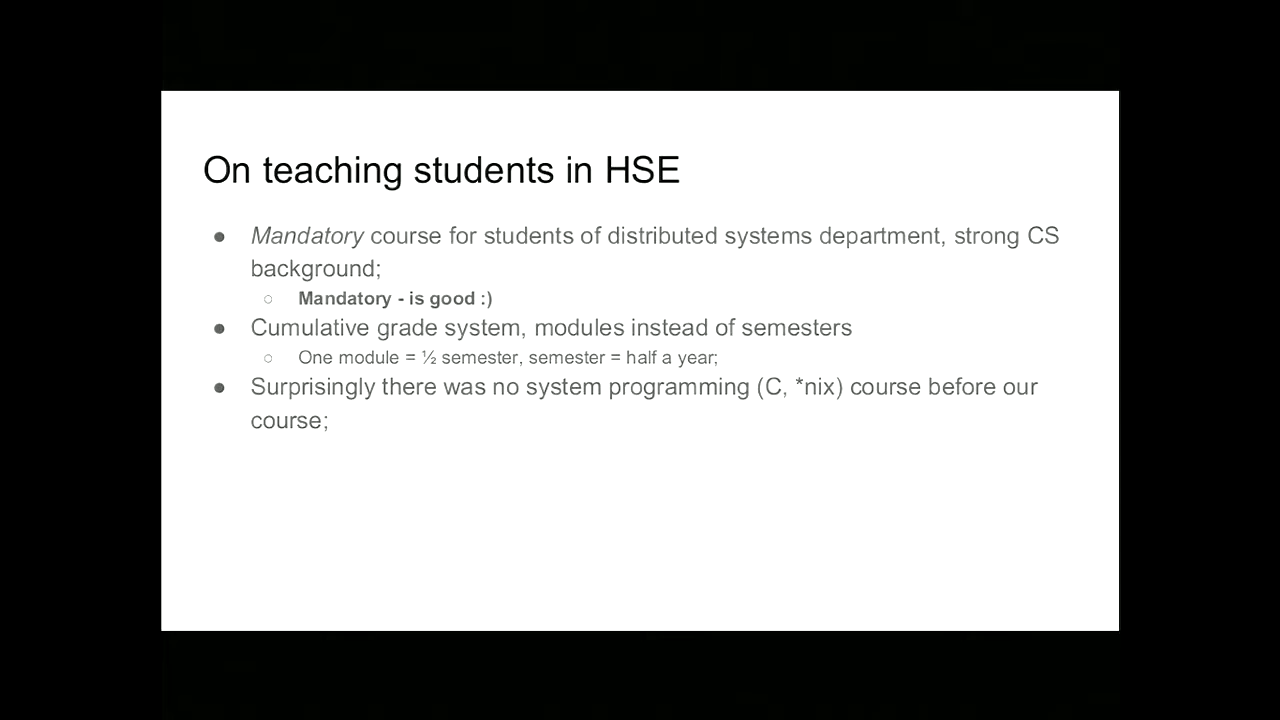 On teaching students in HSE
● Mandatory course for students of distributed systems department, strong CS
background;
○ Mandatory - is good :)
● Cumulative grade system, modules instead of semesters
○ One module = ½ semester, semester = half a year;
● Surprisingly there was no system programming (C, *nix) course before our
course;